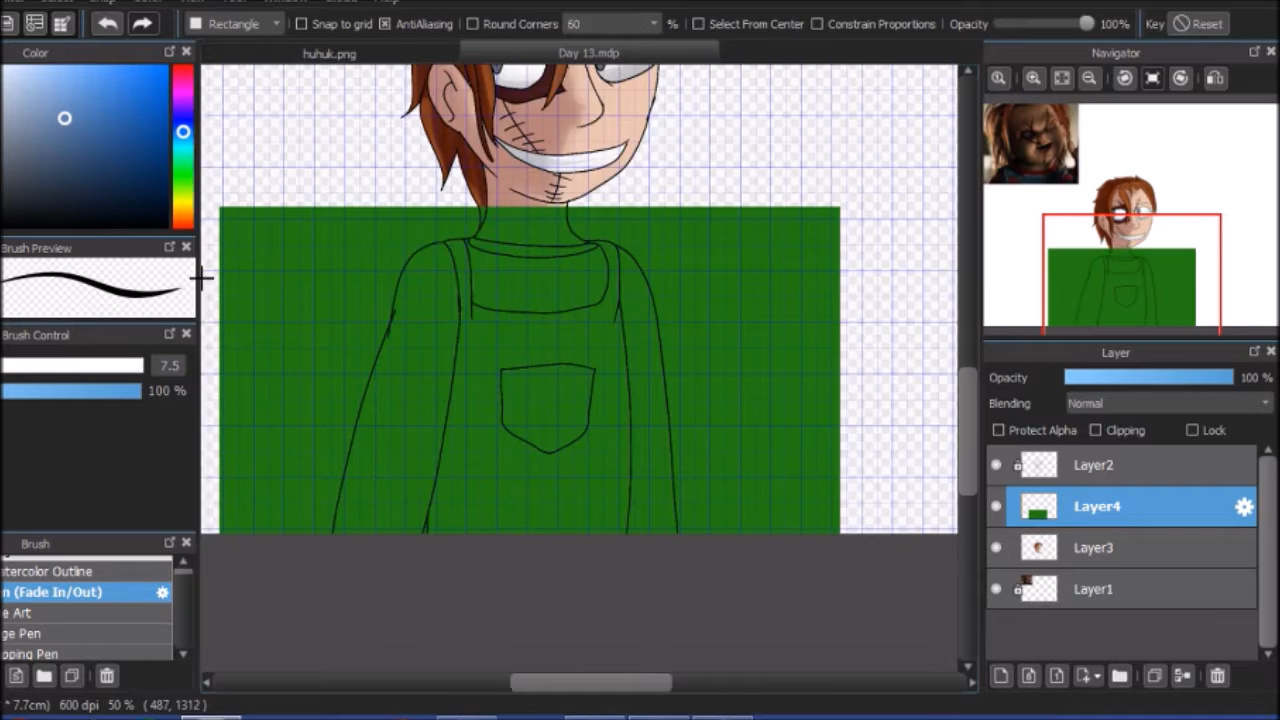 Rectangle
Snap to grid
AntiAliasing
Round Corners
60
%
Select From Center
Constrain Proportions
Opacity
100%
Key
Reset
Color
huhuk.png
Day 13.mdp
Navigator
Brush Preview
Brush Control
7.5
100 %
Layer
Opacity
100 %
Blending
Normal
Protect Alpha
Clipping
Lock
Layer2
Layer4
Layer3
Layer1
Brush
atercolor Outline
n (Fade In/Out)
e Art
ge Pen
pping Pen
* 7.7cm)
600 dpi
50 %
( 487, 1312 )